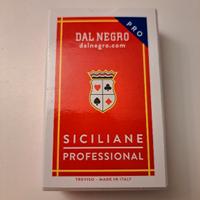 DAL NEGRO
dalnegro.com
PRO
SICILIANE
PROFESSIONAL
TREVISO - MADE IN ITALY